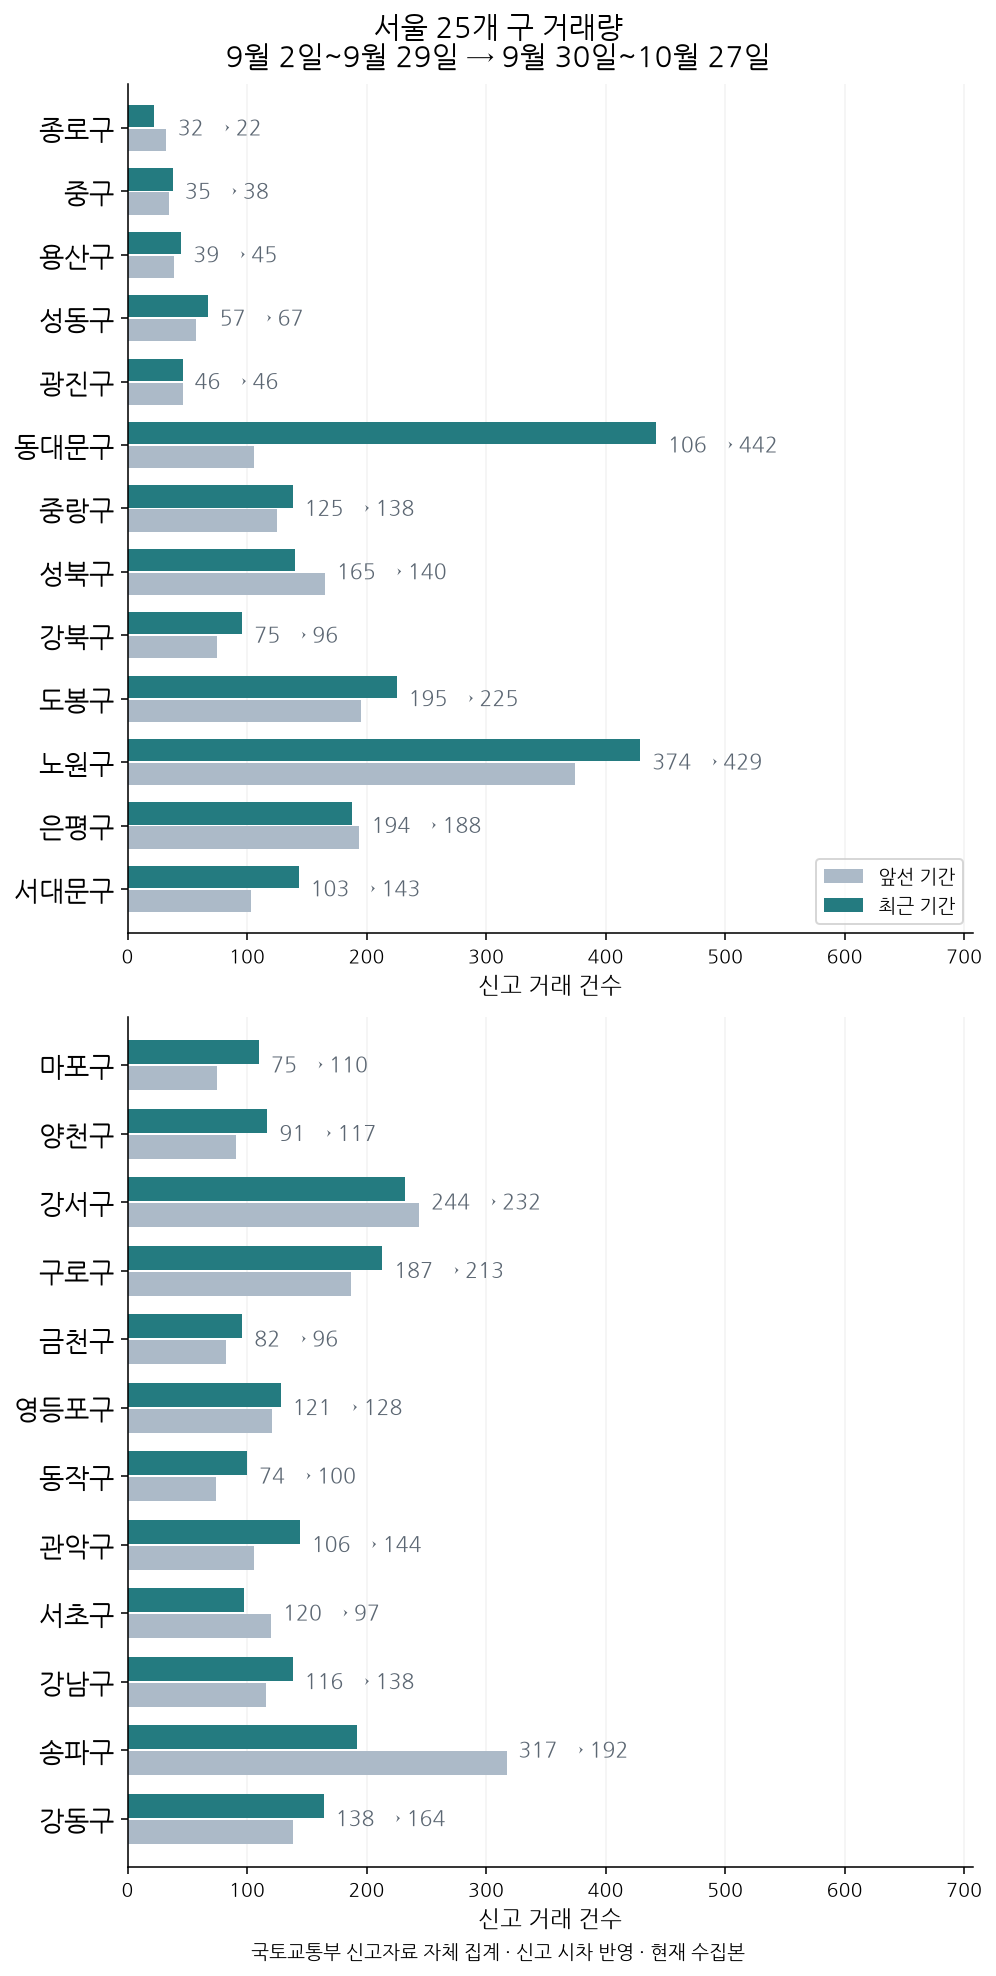 서울 25개 구 거래량
9월 2일~9월 29일 → 9월 30일~10월 27일
종로구 32 → 22
중구 35 → 38
용산구 39 → 45
성동구 57 → 67
광진구 46 → 46
동대문구 106 → 442
중랑구 125 → 138
성북구 165 → 140
강북구 75 → 96
도봉구 195 → 225
노원구 374 → 429
은평구 194 → 188
서대문구 103 → 143
앞선 기간
최근 기간
0 100 200 300 400 500 600 700
신고 거래 건수
마포구 75 → 110
양천구 91 → 117
강서구 244 → 232
구로구 187 → 213
금천구 82 → 96
영등포구 121 → 128
동작구 74 → 100
관악구 106 → 144
서초구 120 → 97
강남구 116 → 138
송파구 317 → 192
강동구 138 → 164
0 100 200 300 400 500 600 700
신고 거래 건수
국토교통부 신고자료 자체 집계 · 신고 시차 반영 · 현재 수집본